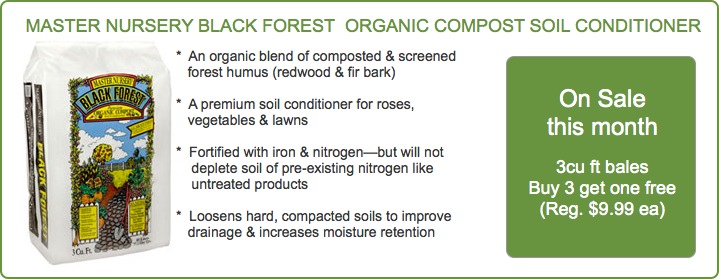 MASTER NURSERY BLACK FOREST ORGANIC COMPOST SOIL CONDITIONER
* An organic blend of composted & screened
forest humus (redwood & fir bark)
* A premium soil conditioner for roses,
vegetables & lawns
* Fortified with iron & nitrogen—but will not
deplete soil of pre-existing nitrogen like
untreated products
* Loosens hard, compacted soils to improve
drainage & increases moisture retention
On Sale
this month
3cu ft bales
Buy 3 get one free
(Reg. $9.99 ea)
MASTER NURSERY
BLACK FOREST
ORGANIC COMPOST
BLACK FOREST
3 Cu. Ft.